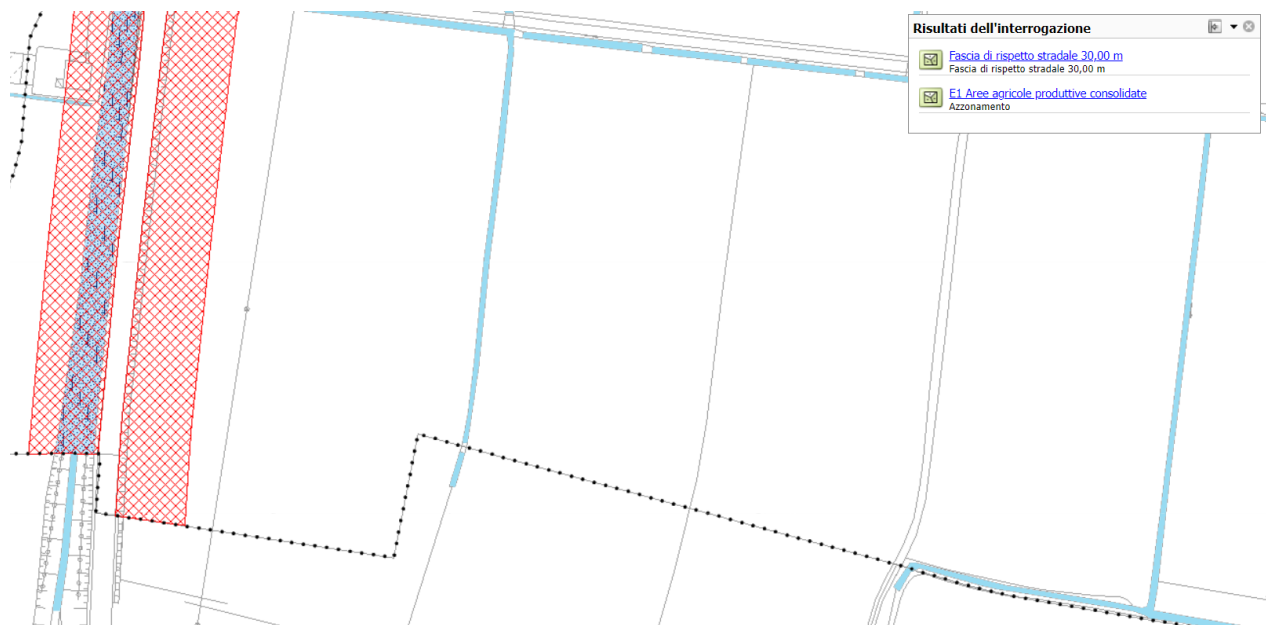 Risultati dell'interrogazione
Fascia di rispetto stradale 30,00 m
Fascia di rispetto stradale 30,00 m
E1 Aree agricole produttive consolidate
Azzonamento